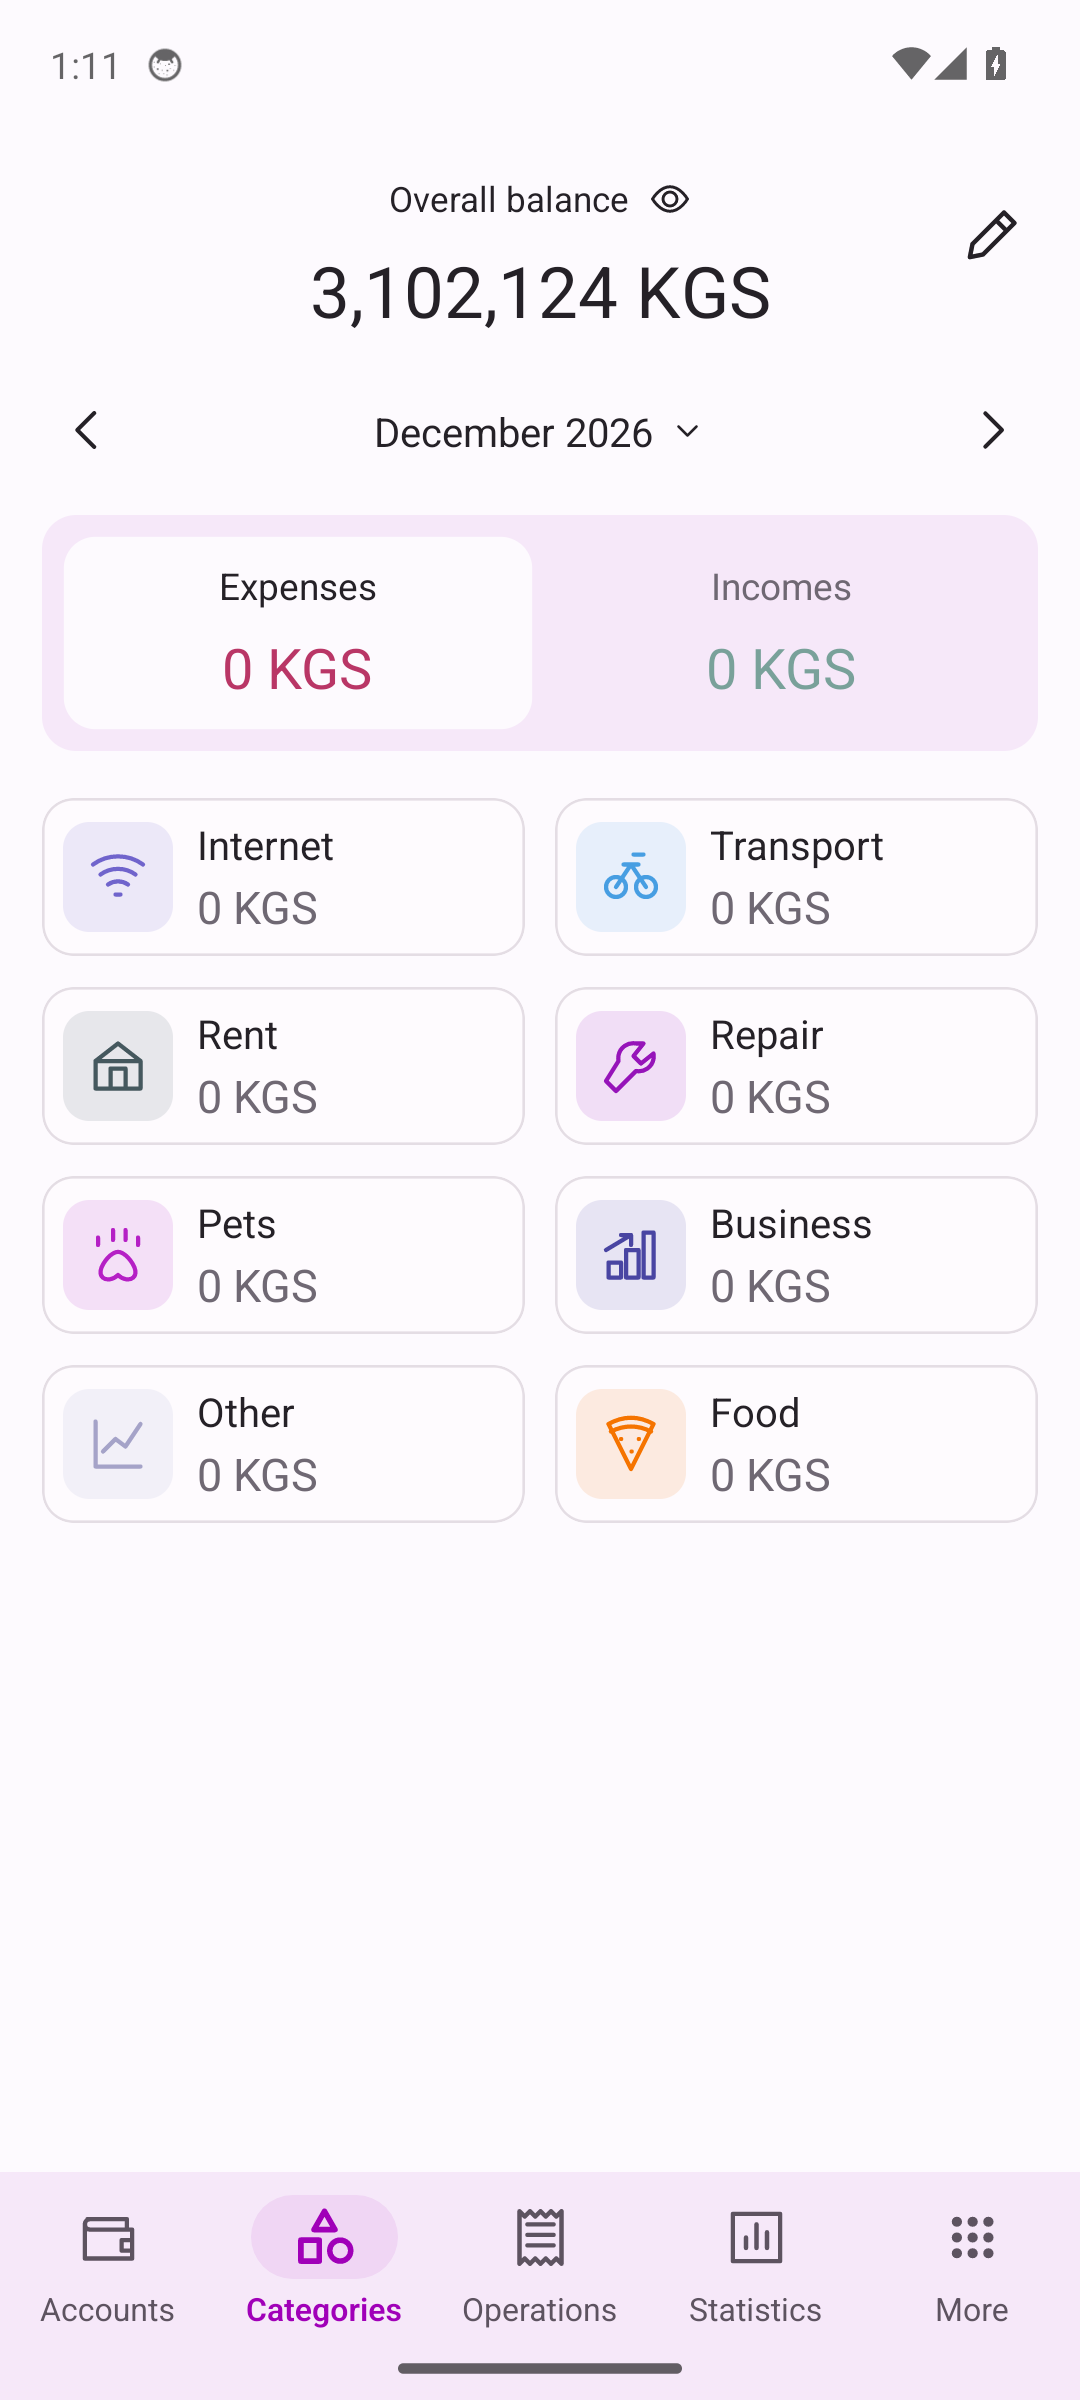 1:11
Overall balance
3,102,124 KGS
December 2026
Expenses
0 KGS
Incomes
0 KGS
Internet
0 KGS
Transport
0 KGS
Rent
0 KGS
Repair
0 KGS
Pets
0 KGS
Business
0 KGS
Other
0 KGS
Food
0 KGS
Accounts
Categories
Operations
Statistics
More